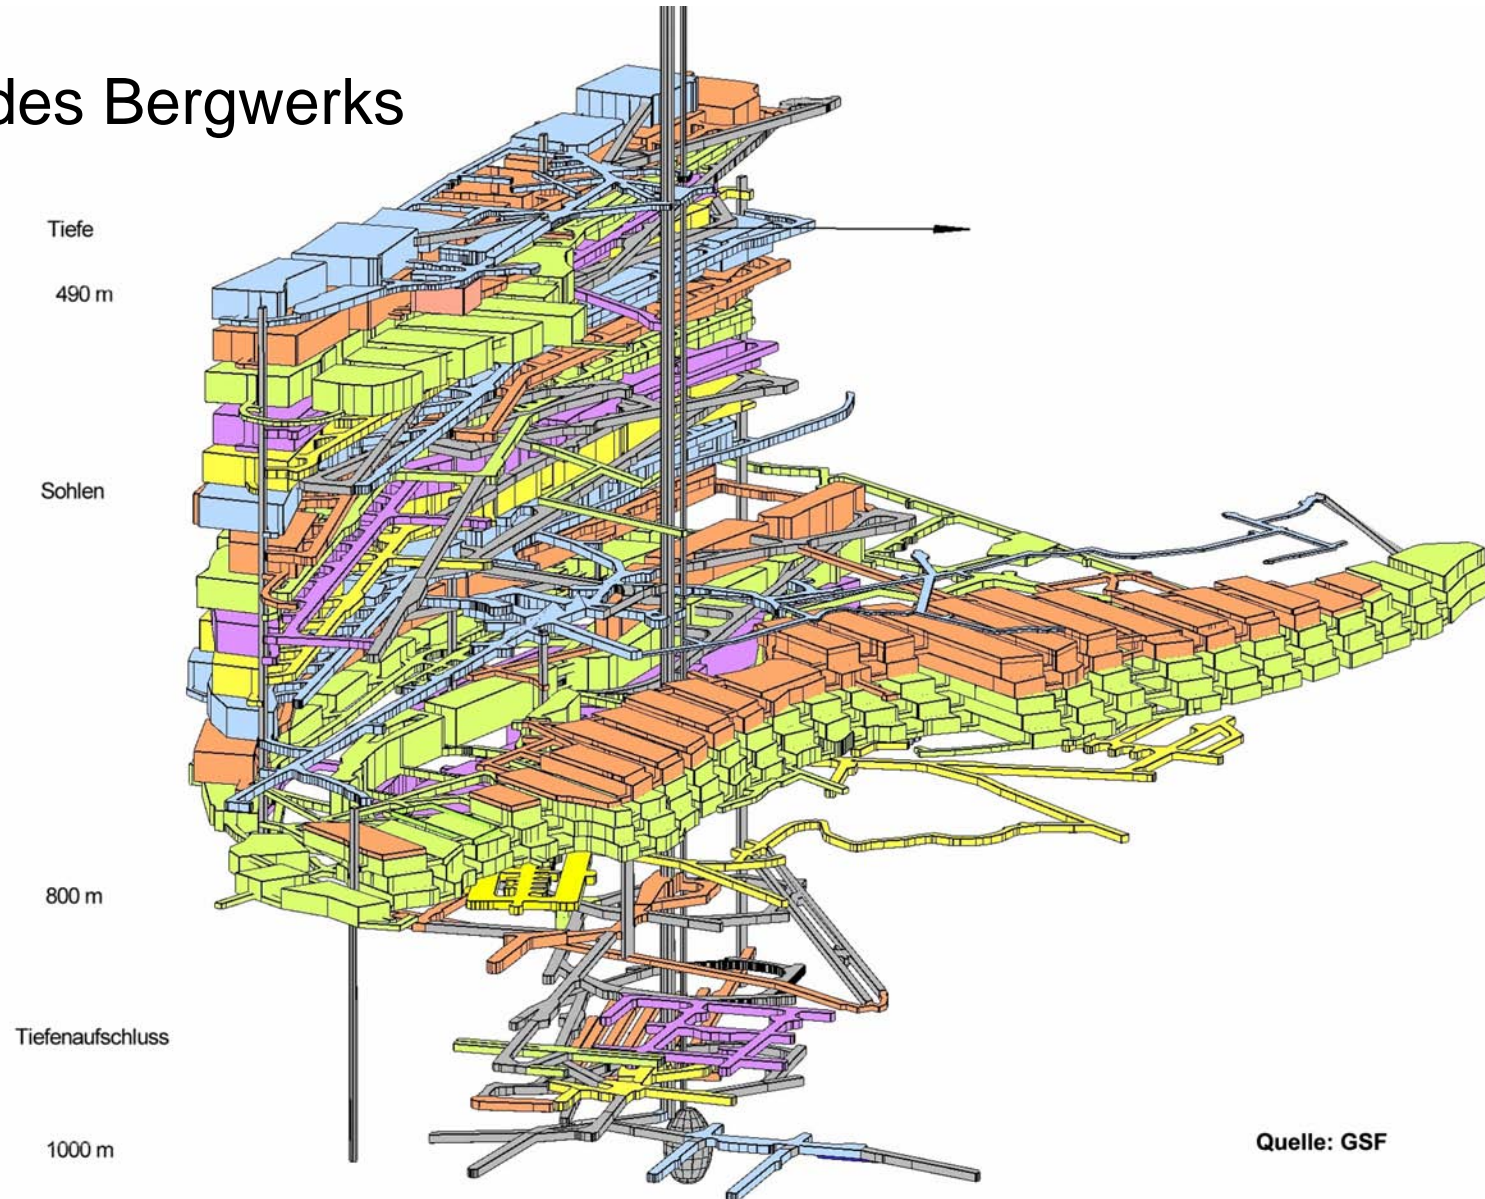 des Bergwerks
Tiefe
490 m
Sohlen
800 m
Tiefenaufschluss
1000 m
Quelle: GSF